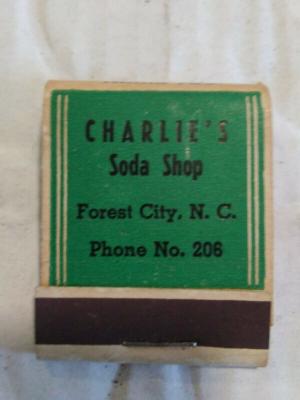 CHARLIE'S
Soda Shop
Forest City, N. C.
Phone No. 206